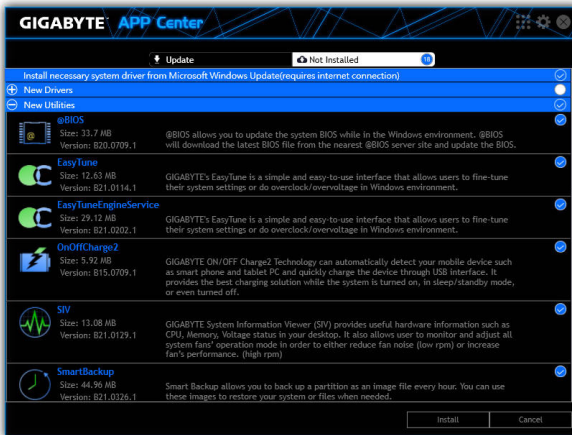 GIGABYTE™ APP Center
Update
Not Installed 18
Install necessary system driver from Microsoft Windows Update(requires internet connection)
New Drivers
New Utilities
@BIOS
Size: 33.7 MB
Version: B20.0709.1
@BIOS allows you to update the system BIOS while in the Windows environment. @BIOS
will download the latest BIOS file from the nearest @BIOS server site and update the BIOS.
EasyTune
Size: 12.63 MB
Version: B21.0114.1
GIGABYTE's EasyTune is a simple and easy-to-use interface that allows users to fine-tune
their system settings or do overclock/overvoltage in Windows environment.
EasyTuneEngineService
Size: 29.12 MB
Version: B21.0202.1
GIGABYTE's EasyTune is a simple and easy-to-use interface that allows users to fine-tune
their system settings or do overclock/overvoltage in Windows environment.
OnOffCharge2
Size: 5.92 MB
Version: B15.0709.1
GIGABYTE ON/OFF Charge2 Technology can automatically detect your mobile device such
as smart phone and tablet PC and quickly charge the device through USB interface. It
provides the best charging solution while the system is turned on, in sleep/standby mode,
or even turned off.
SIV
Size: 13.08 MB
Version: B21.0129.1
GIGABYTE System Information Viewer (SIV) provides useful hardware information such as
CPU, Memory, Voltage status in your desktop. It also allows user to monitor and adjust all
system fans' operation mode in order to either reduce fan noise (low rpm) or increase
fan's performance. (high rpm)
SmartBackup
Size: 44.96 MB
Version: B21.0326.1
Smart Backup allows you to back up a partition as an image file every hour. You can use
these images to restore your system or files when needed.
Install
Cancel